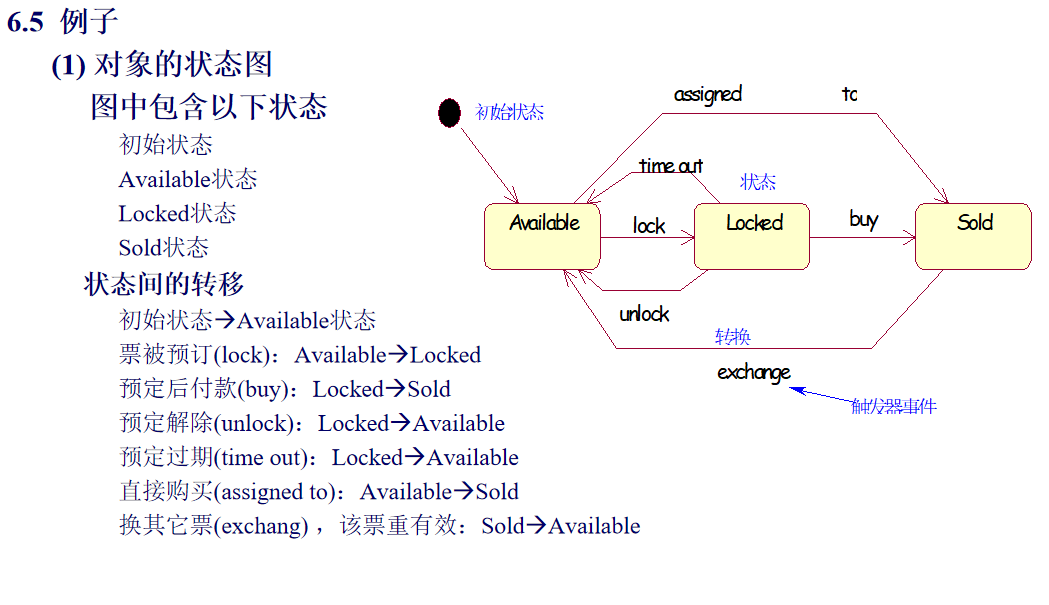 6.5 例子
(1) 对象的状态图
图中包含以下状态
初始状态
Available状态
Locked状态
Sold状态
状态间的转移
初始状态→Available状态
票被预订(lock)：Available→Locked
预定后付款(buy)：Locked→Sold
预定解除(unlock)：Locked→Available
预定过期(time out)：Locked→Available
直接购买(assigned to)：Available→Sold
换其它票(exchang) ，该票重有效：Sold→Available
初始状态
assigned to
time out
状态
Available
lock
Locked
buy
Sold
unlock
转换
exchange
触发器事件